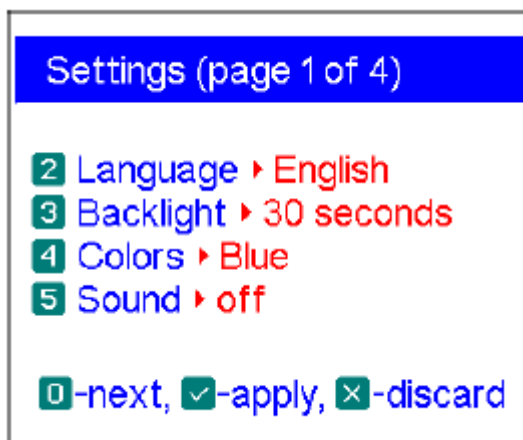 Settings (page 1 of 4)
2 Language ▸ English
3 Backlight ▸ 30 seconds
4 Colors ▸ Blue
5 Sound ▸ off
0-next, ✓-apply, ✕-discard